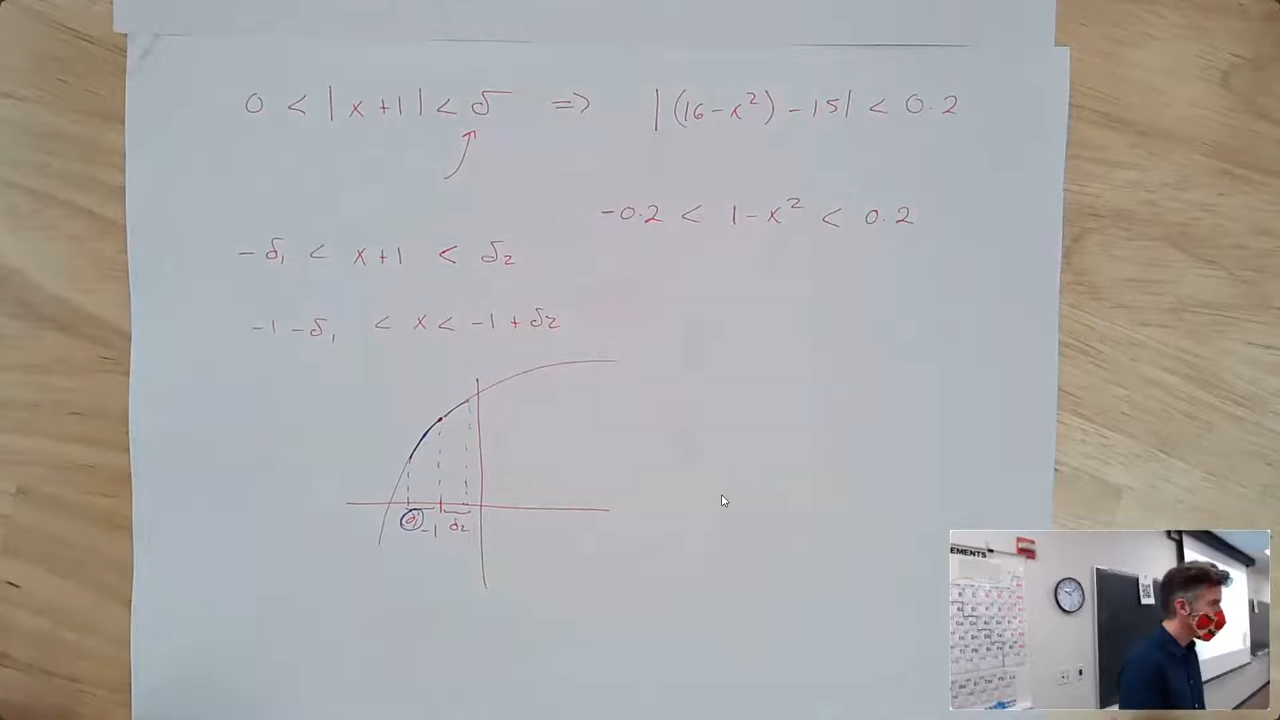 0 < |x+1| < δ => |(16-x²)-15| < 0.2
-0.2 < 1-x² < 0.2
-δ₁ < x+1 < δ₂
-1-δ₁ < x < -1+δ₂
δ₁ -1 δ₂
EMENTS